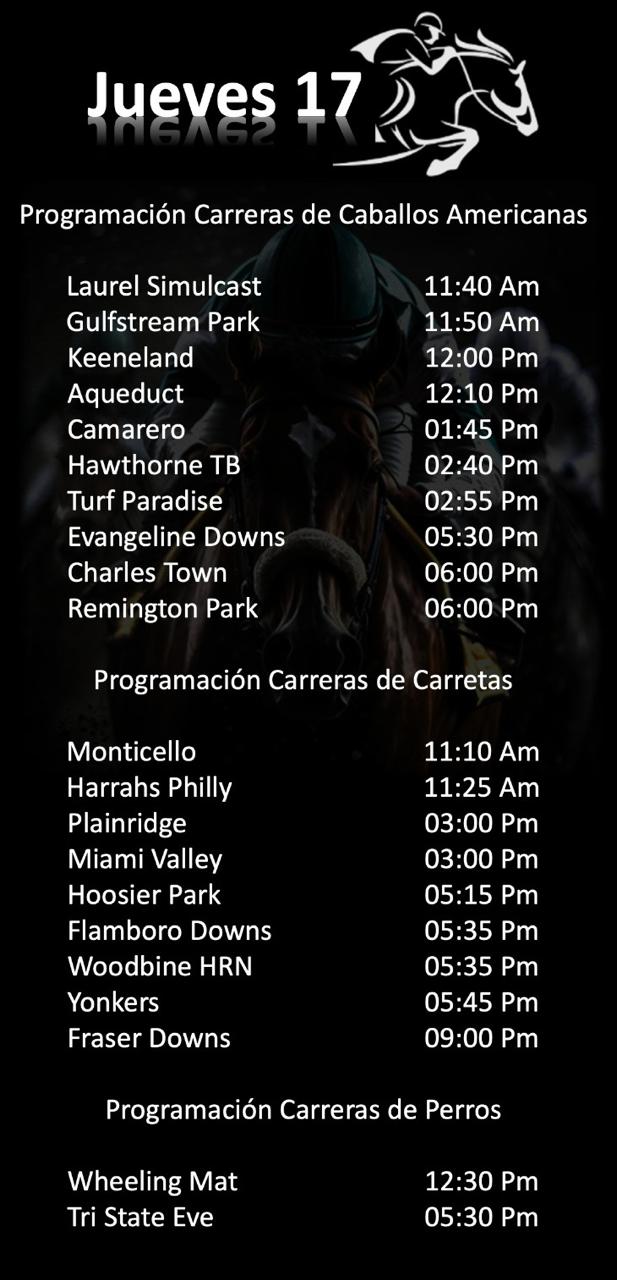 Jueves 17
Programación Carreras de Caballos Americanas
Laurel Simulcast 11:40 Am
Gulfstream Park 11:50 Am
Keeneland 12:00 Pm
Aqueduct 12:10 Pm
Camarero 01:45 Pm
Hawthorne TB 02:40 Pm
Turf Paradise 02:55 Pm
Evangeline Downs 05:30 Pm
Charles Town 06:00 Pm
Remington Park 06:00 Pm
Programación Carreras de Carretas
Monticello 11:10 Am
Harrahs Philly 11:25 Am
Plainridge 03:00 Pm
Miami Valley 03:00 Pm
Hoosier Park 05:15 Pm
Flamboro Downs 05:35 Pm
Woodbine HRN 05:35 Pm
Yonkers 05:45 Pm
Fraser Downs 09:00 Pm
Programación Carreras de Perros
Wheeling Mat 12:30 Pm
Tri State Eve 05:30 Pm